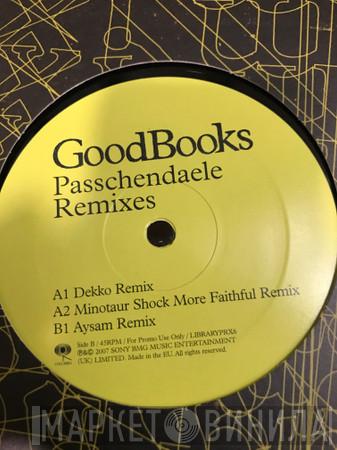 GoodBooks
Passchendaele
Remixes
A1 Dekko Remix
A2 Minotaur Shock More Faithful Remix
B1 Aysam Remix
Side B / 45RPM / For Promo Use Only / LIBRARYPRX6
℗&© 2007 SONY BMG MUSIC ENTERTAINMENT
(UK) LIMITED. Made in the EU. All rights reserved.
COLUMBIA
МАРКЕТ ВИНИЛА